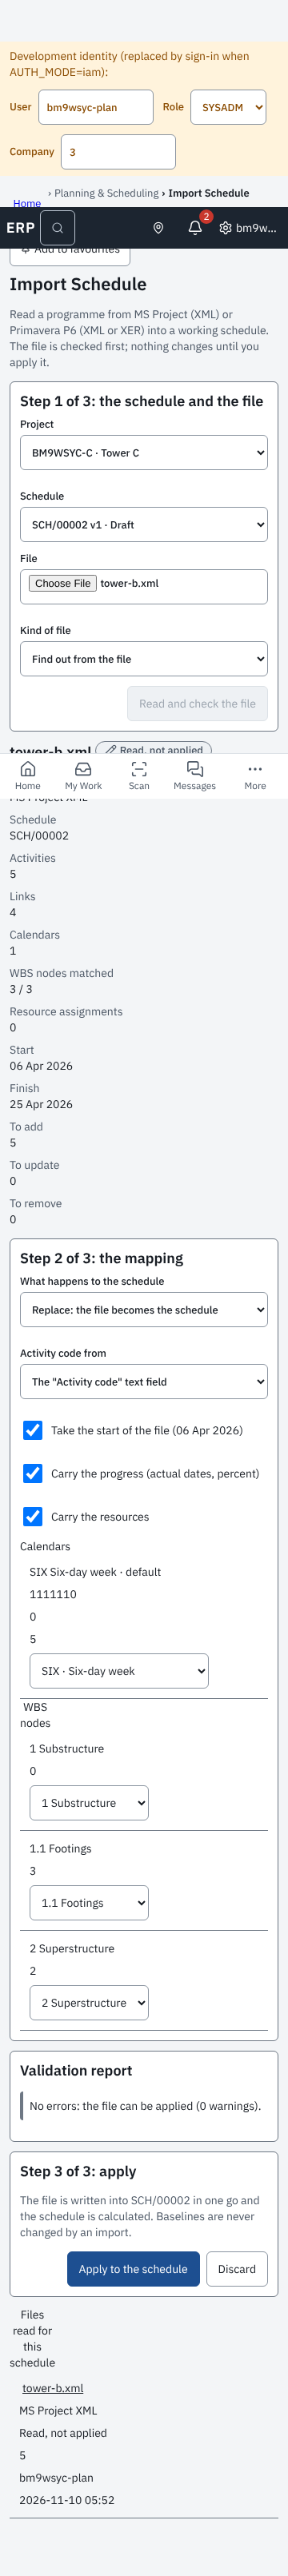 Development identity (replaced by sign-in when
AUTH_MODE=iam):
User bm9wsyc-plan Role SYSADM
Company 3
Home › Planning & Scheduling › Import Schedule
ERP 2 bm9w...
Add to favourites
Import Schedule
Read a programme from MS Project (XML) or
Primavera P6 (XML or XER) into a working schedule.
The file is checked first; nothing changes until you
apply it.
Step 1 of 3: the schedule and the file
Project
BM9WSYC-C · Tower C
Schedule
SCH/00002 v1 · Draft
File
Choose File tower-b.xml
Kind of file
Find out from the file
Read and check the file
tower-b.xml Read, not applied
Home My Work Scan Messages More
MS Project XML
Schedule
SCH/00002
Activities
5
Links
4
Calendars
1
WBS nodes matched
3 / 3
Resource assignments
0
Start
06 Apr 2026
Finish
25 Apr 2026
To add
5
To update
0
To remove
0
Step 2 of 3: the mapping
What happens to the schedule
Replace: the file becomes the schedule
Activity code from
The "Activity code" text field
Take the start of the file (06 Apr 2026)
Carry the progress (actual dates, percent)
Carry the resources
Calendars
SIX Six-day week · default
1111110
0
5
SIX · Six-day week
WBS
nodes
1 Substructure
0
1 Substructure
1.1 Footings
3
1.1 Footings
2 Superstructure
2
2 Superstructure
Validation report
No errors: the file can be applied (0 warnings).
Step 3 of 3: apply
The file is written into SCH/00002 in one go and
the schedule is calculated. Baselines are never
changed by an import.
Apply to the schedule Discard
Files
read for
this
schedule
tower-b.xml
MS Project XML
Read, not applied
5
bm9wsyc-plan
2026-11-10 05:52